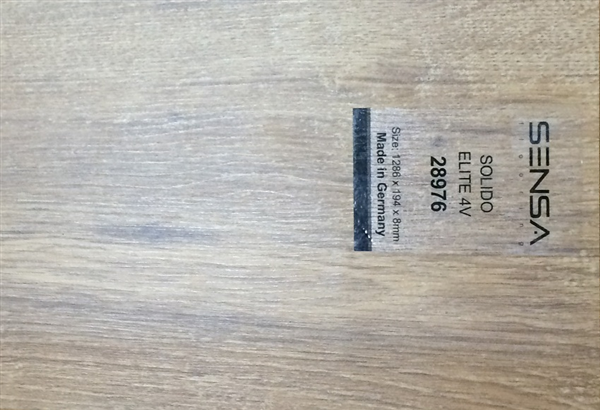 SENSA
SOLIDO
ELITE 4V
28976
Size: 1286 x 194 x 8mm
Made in Germany